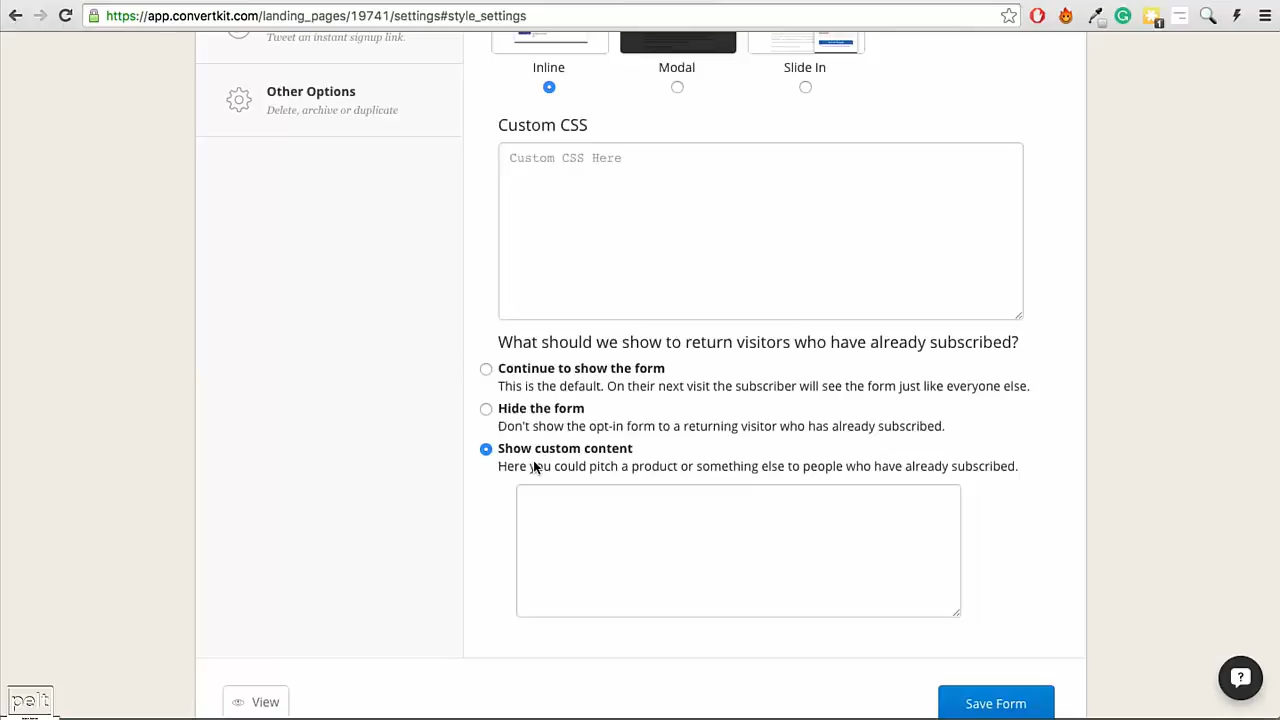 https://app.convertkit.com/landing_pages/19741/settings#style_settings
1
Tweet an instant signup link.
Other Options
Delete, archive or duplicate
Inline
Modal
Slide In
Custom CSS
Custom CSS Here
What should we show to return visitors who have already subscribed?
Continue to show the form
This is the default. On their next visit the subscriber will see the form just like everyone else.
Hide the form
Don't show the opt-in form to a returning visitor who has already subscribed.
Show custom content
Here you could pitch a product or something else to people who have already subscribed.
View
Save Form
pelt